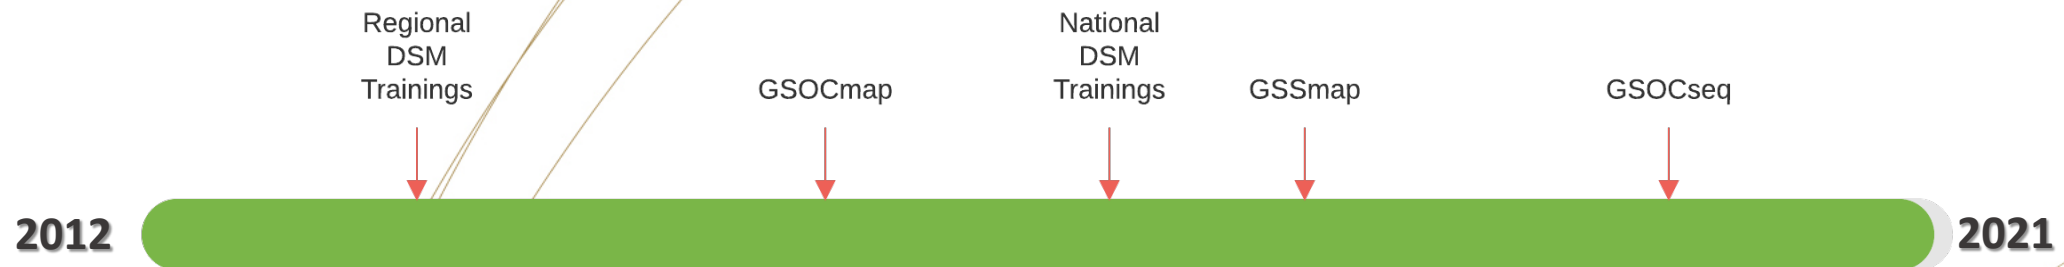 Regional
DSM
Trainings
GSOCmap
National
DSM
Trainings
GSSmap
GSOCseq
2012
2021